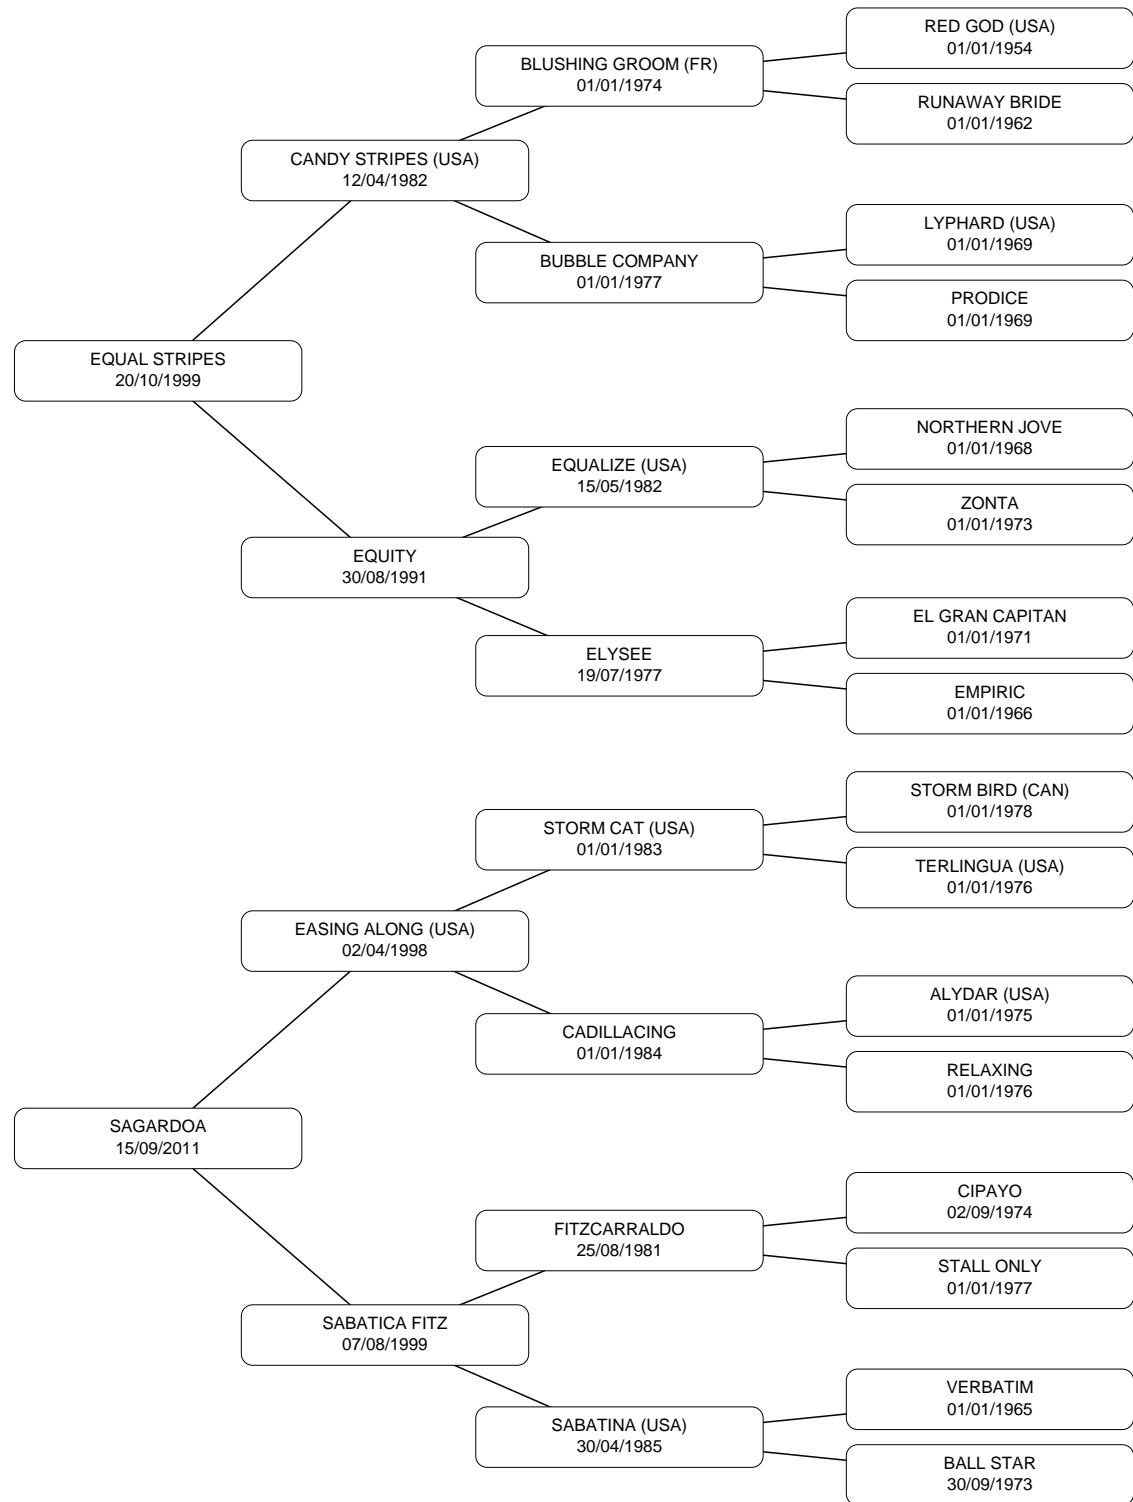 RED GOD (USA)
01/01/1954
BLUSHING GROOM (FR)
01/01/1974
RUNAWAY BRIDE
01/01/1962
CANDY STRIPES (USA)
12/04/1982
LYPHARD (USA)
01/01/1969
BUBBLE COMPANY
01/01/1977
PRODICE
01/01/1969
EQUAL STRIPES
20/10/1999
NORTHERN JOVE
01/01/1968
EQUALIZE (USA)
15/05/1982
ZONTA
01/01/1973
EQUITY
30/08/1991
EL GRAN CAPITAN
01/01/1971
ELYSEE
19/07/1977
EMPIRIC
01/01/1966
STORM BIRD (CAN)
01/01/1978
STORM CAT (USA)
01/01/1983
TERLINGUA (USA)
01/01/1976
EASING ALONG (USA)
02/04/1998
ALYDAR (USA)
01/01/1975
CADILLACING
01/01/1984
RELAXING
01/01/1976
SAGARDOA
15/09/2011
CIPAYO
02/09/1974
FITZCARRALDO
25/08/1981
STALL ONLY
01/01/1977
SABATICA FITZ
07/08/1999
VERBATIM
01/01/1965
SABATINA (USA)
30/04/1985
BALL STAR
30/09/1973